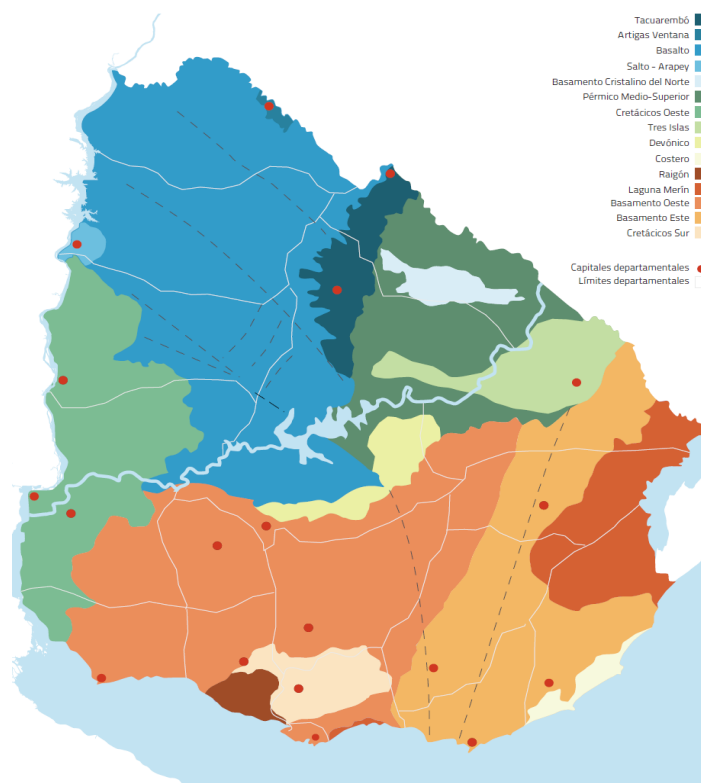 Tacuarembó
Artigas Ventana
Basalto
Salto - Arapey
Basamento Cristalino del Norte
Pérmico Medio-Superior
Cretácicos Oeste
Tres Islas
Devónico
Costero
Raigón
Laguna Merín
Basamento Oeste
Basamento Este
Cretácicos Sur
Capitales departamentales
Límites departamentales